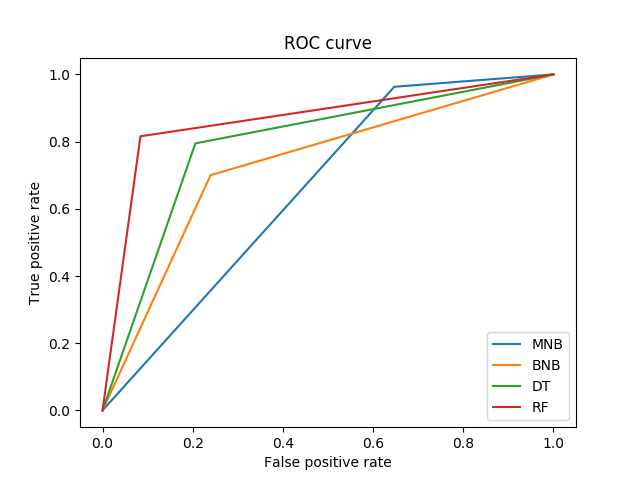 ROC curve
True positive rate
1.0
0.8
0.6
0.4
0.2
0.0
0.0 0.2 0.4 0.6 0.8 1.0
False positive rate
MNB
BNB
DT
RF